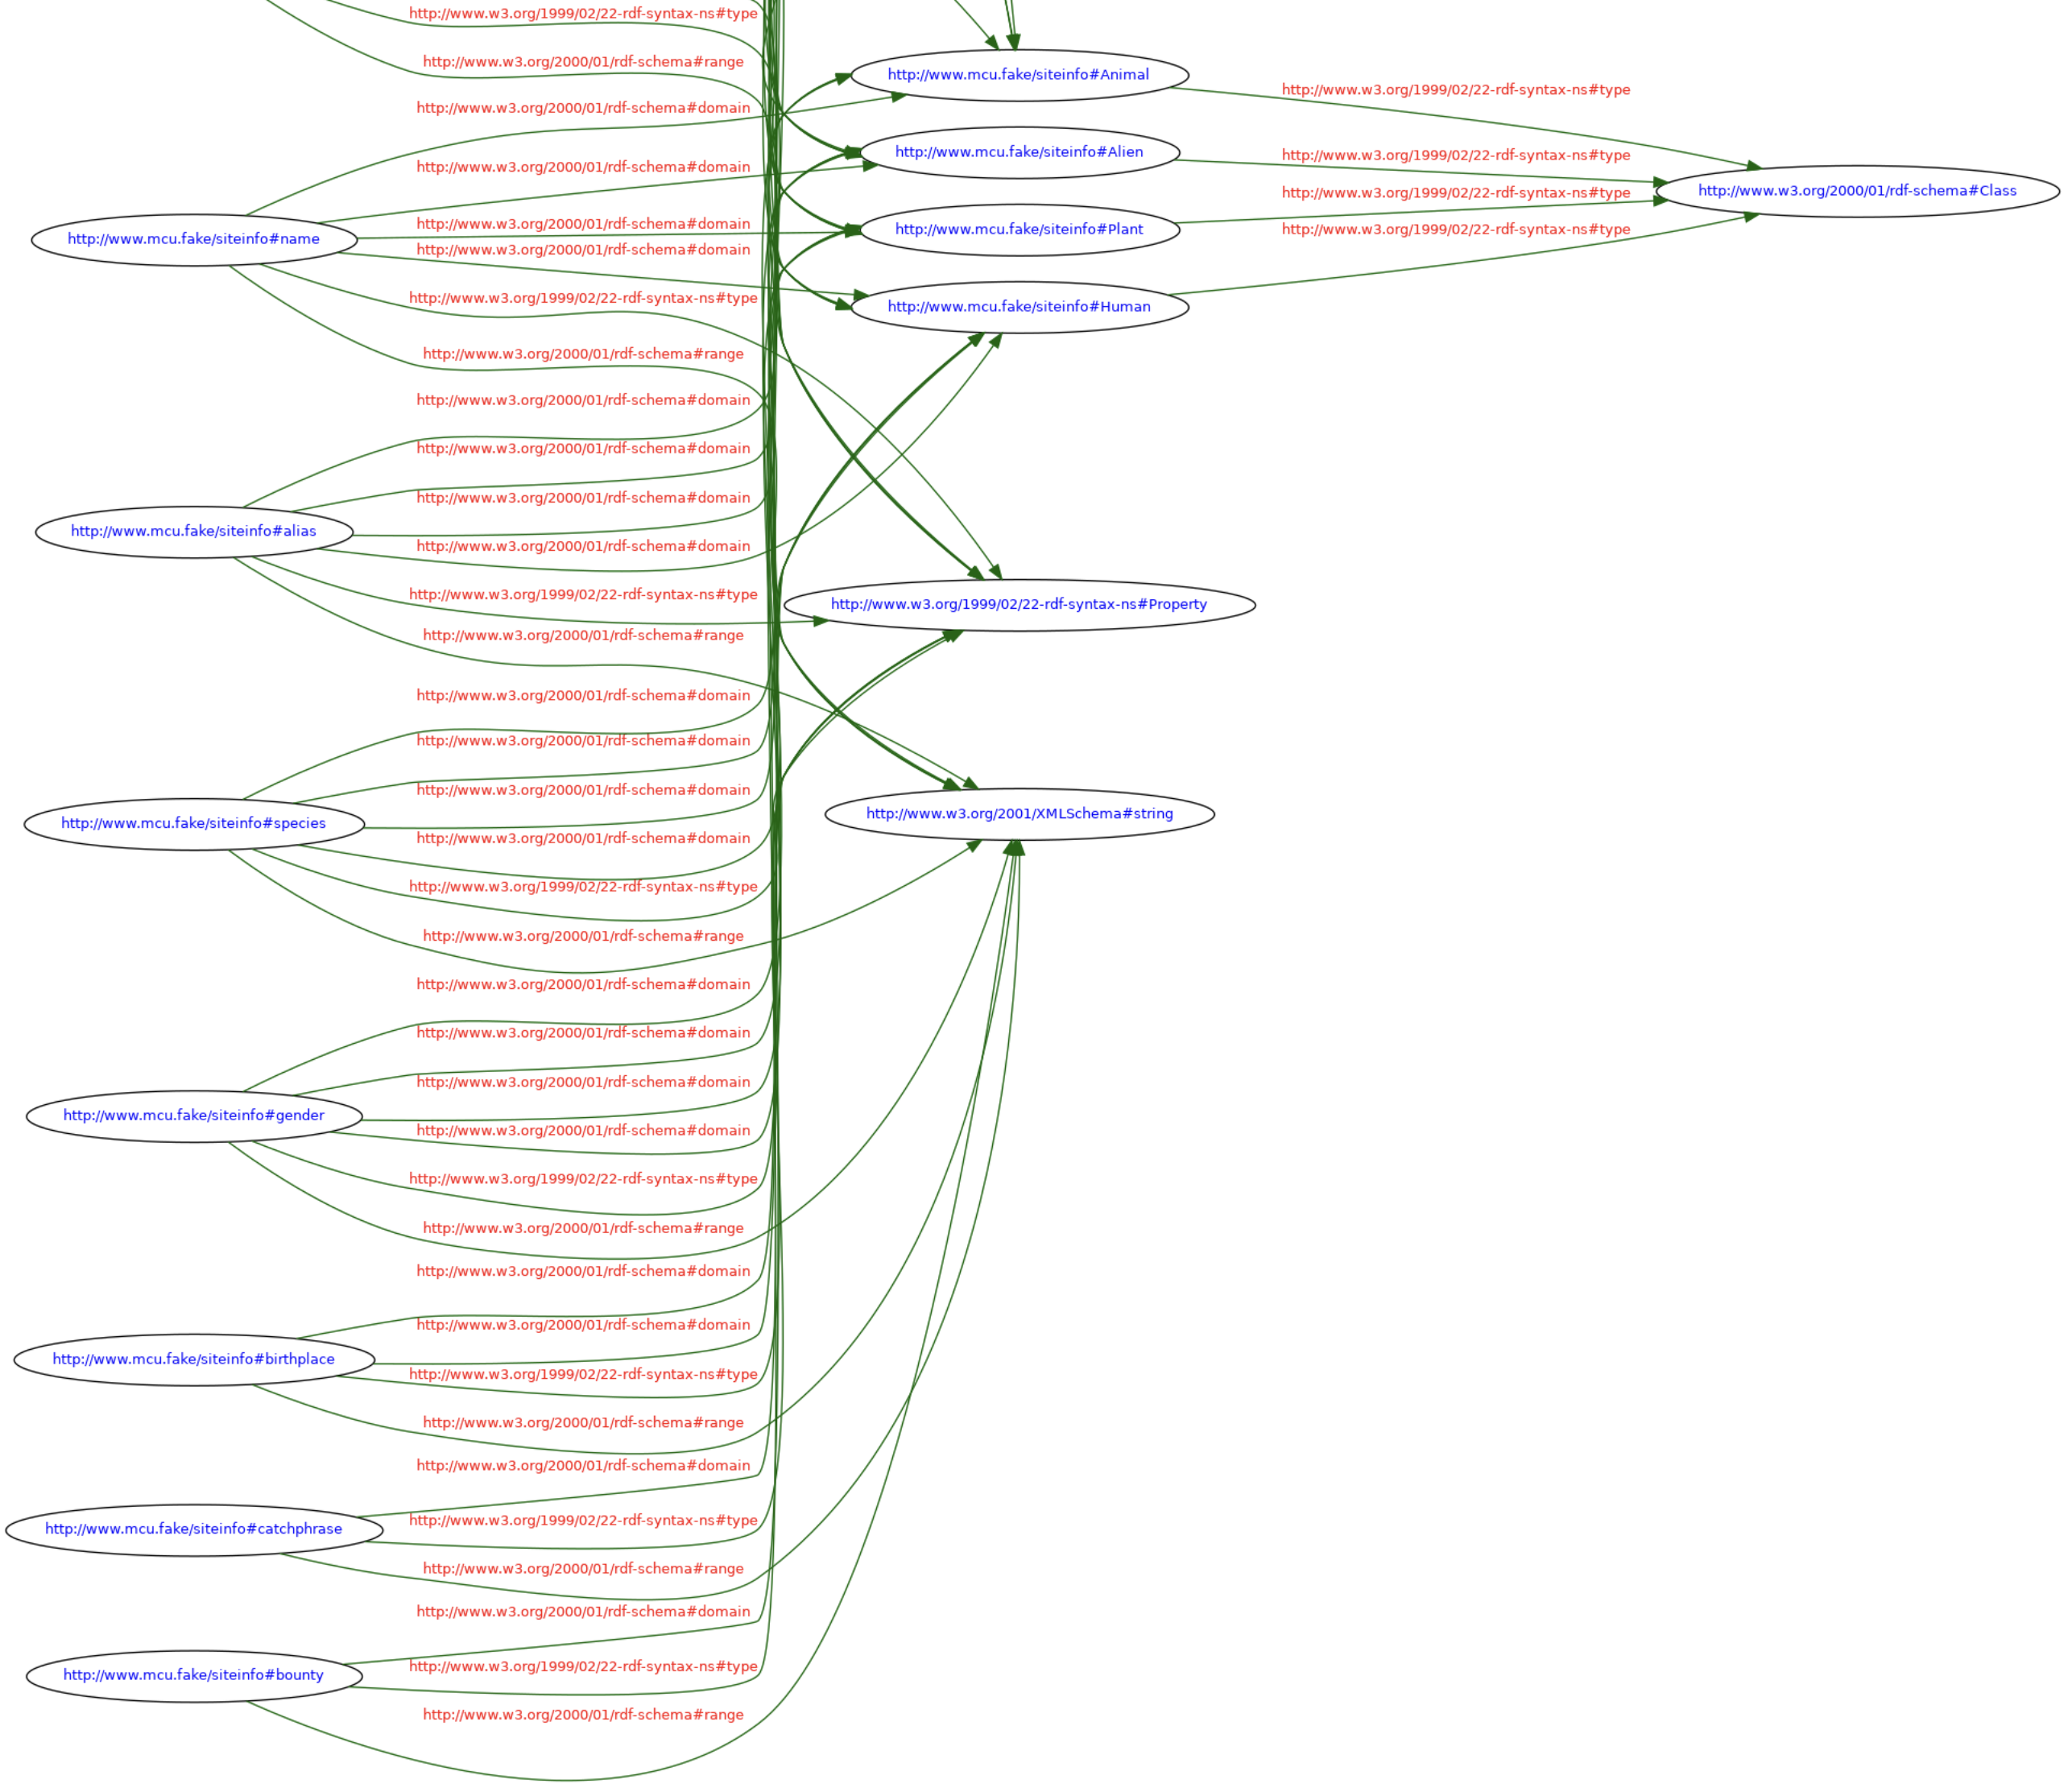 http://www.w3.org/1999/02/22-rdf-syntax-ns#type
http://www.w3.org/2000/01/rdf-schema#range
http://www.mcu.fake/siteinfo#Animal
http://www.w3.org/1999/02/22-rdf-syntax-ns#type
http://www.w3.org/2000/01/rdf-schema#domain
http://www.mcu.fake/siteinfo#Alien
http://www.w3.org/1999/02/22-rdf-syntax-ns#type
http://www.w3.org/2000/01/rdf-schema#domain
http://www.w3.org/1999/02/22-rdf-syntax-ns#type
http://www.w3.org/2000/01/rdf-schema#Class
http://www.w3.org/2000/01/rdf-schema#domain
http://www.mcu.fake/siteinfo#Plant
http://www.w3.org/1999/02/22-rdf-syntax-ns#type
http://www.mcu.fake/siteinfo#name
http://www.w3.org/2000/01/rdf-schema#domain
http://www.w3.org/1999/02/22-rdf-syntax-ns#type
http://www.mcu.fake/siteinfo#Human
http://www.w3.org/2000/01/rdf-schema#range
http://www.w3.org/2000/01/rdf-schema#domain
http://www.w3.org/2000/01/rdf-schema#domain
http://www.w3.org/2000/01/rdf-schema#domain
http://www.mcu.fake/siteinfo#alias
http://www.w3.org/2000/01/rdf-schema#domain
http://www.w3.org/1999/02/22-rdf-syntax-ns#type
http://www.w3.org/1999/02/22-rdf-syntax-ns#Property
http://www.w3.org/2000/01/rdf-schema#range
http://www.w3.org/2000/01/rdf-schema#domain
http://www.w3.org/2000/01/rdf-schema#domain
http://www.w3.org/2000/01/rdf-schema#domain
http://www.w3.org/2001/XMLSchema#string
http://www.mcu.fake/siteinfo#species
http://www.w3.org/2000/01/rdf-schema#domain
http://www.w3.org/1999/02/22-rdf-syntax-ns#type
http://www.w3.org/2000/01/rdf-schema#range
http://www.w3.org/2000/01/rdf-schema#domain
http://www.w3.org/2000/01/rdf-schema#domain
http://www.w3.org/2000/01/rdf-schema#domain
http://www.mcu.fake/siteinfo#gender
http://www.w3.org/2000/01/rdf-schema#domain
http://www.w3.org/1999/02/22-rdf-syntax-ns#type
http://www.w3.org/2000/01/rdf-schema#range
http://www.w3.org/2000/01/rdf-schema#domain
http://www.w3.org/2000/01/rdf-schema#domain
http://www.mcu.fake/siteinfo#birthplace
http://www.w3.org/1999/02/22-rdf-syntax-ns#type
http://www.w3.org/2000/01/rdf-schema#range
http://www.w3.org/2000/01/rdf-schema#domain
http://www.w3.org/1999/02/22-rdf-syntax-ns#type
http://www.mcu.fake/siteinfo#catchphrase
http://www.w3.org/2000/01/rdf-schema#range
http://www.w3.org/2000/01/rdf-schema#domain
http://www.w3.org/1999/02/22-rdf-syntax-ns#type
http://www.mcu.fake/siteinfo#bounty
http://www.w3.org/2000/01/rdf-schema#range